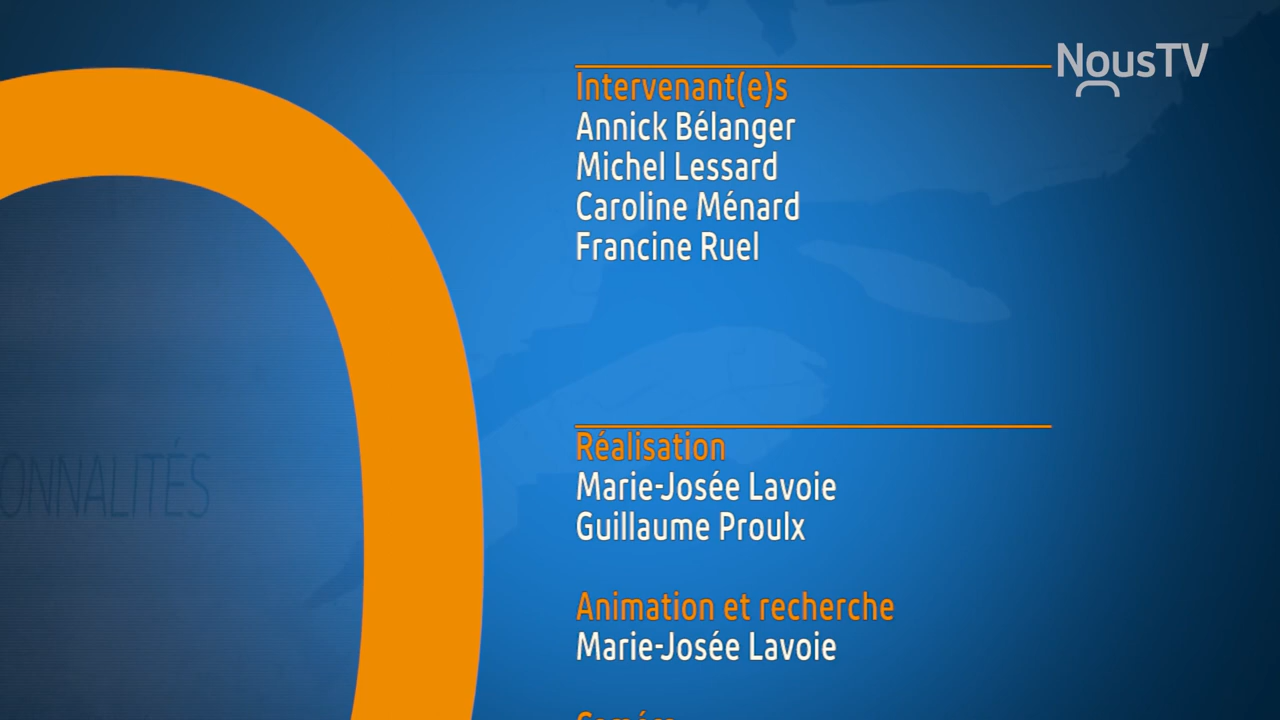 NousTV
Intervenant(e)s
Annick Bélanger
Michel Lessard
Caroline Ménard
Francine Ruel
Réalisation
Marie-Josée Lavoie
Guillaume Proulx
ONNALITÉS
Animation et recherche
Marie-Josée Lavoie